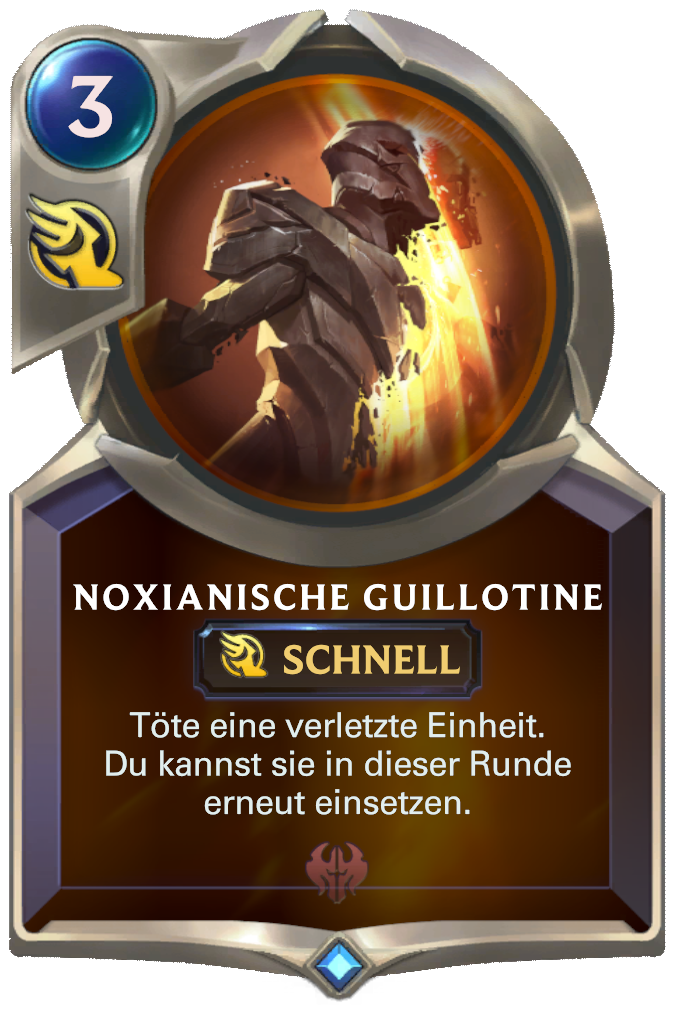 3
NOXIANISCHE GUILLOTINE
SCHNELL
Töte eine verletzte Einheit.
Du kannst sie in dieser Runde
erneut einsetzen.